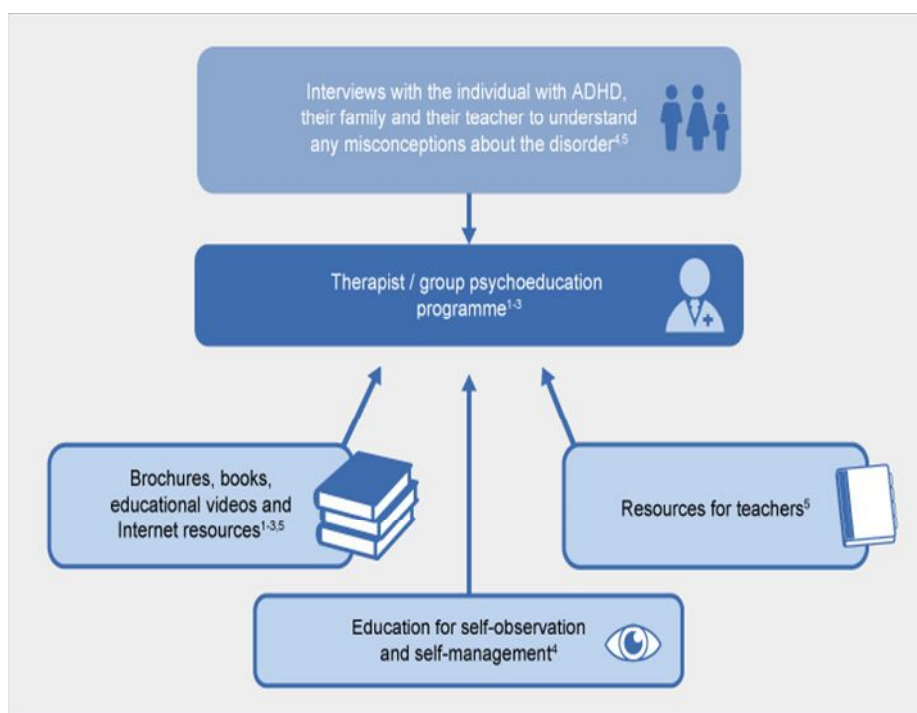 Interviews with the individual with ADHD,
their family and their teacher to understand
any misconceptions about the disorder4,5
Therapist / group psychoeducation
programme1-3
Brochures, books,
educational videos and
Internet resources1-3,5
Resources for teachers5
Education for self-observation
and self-management4